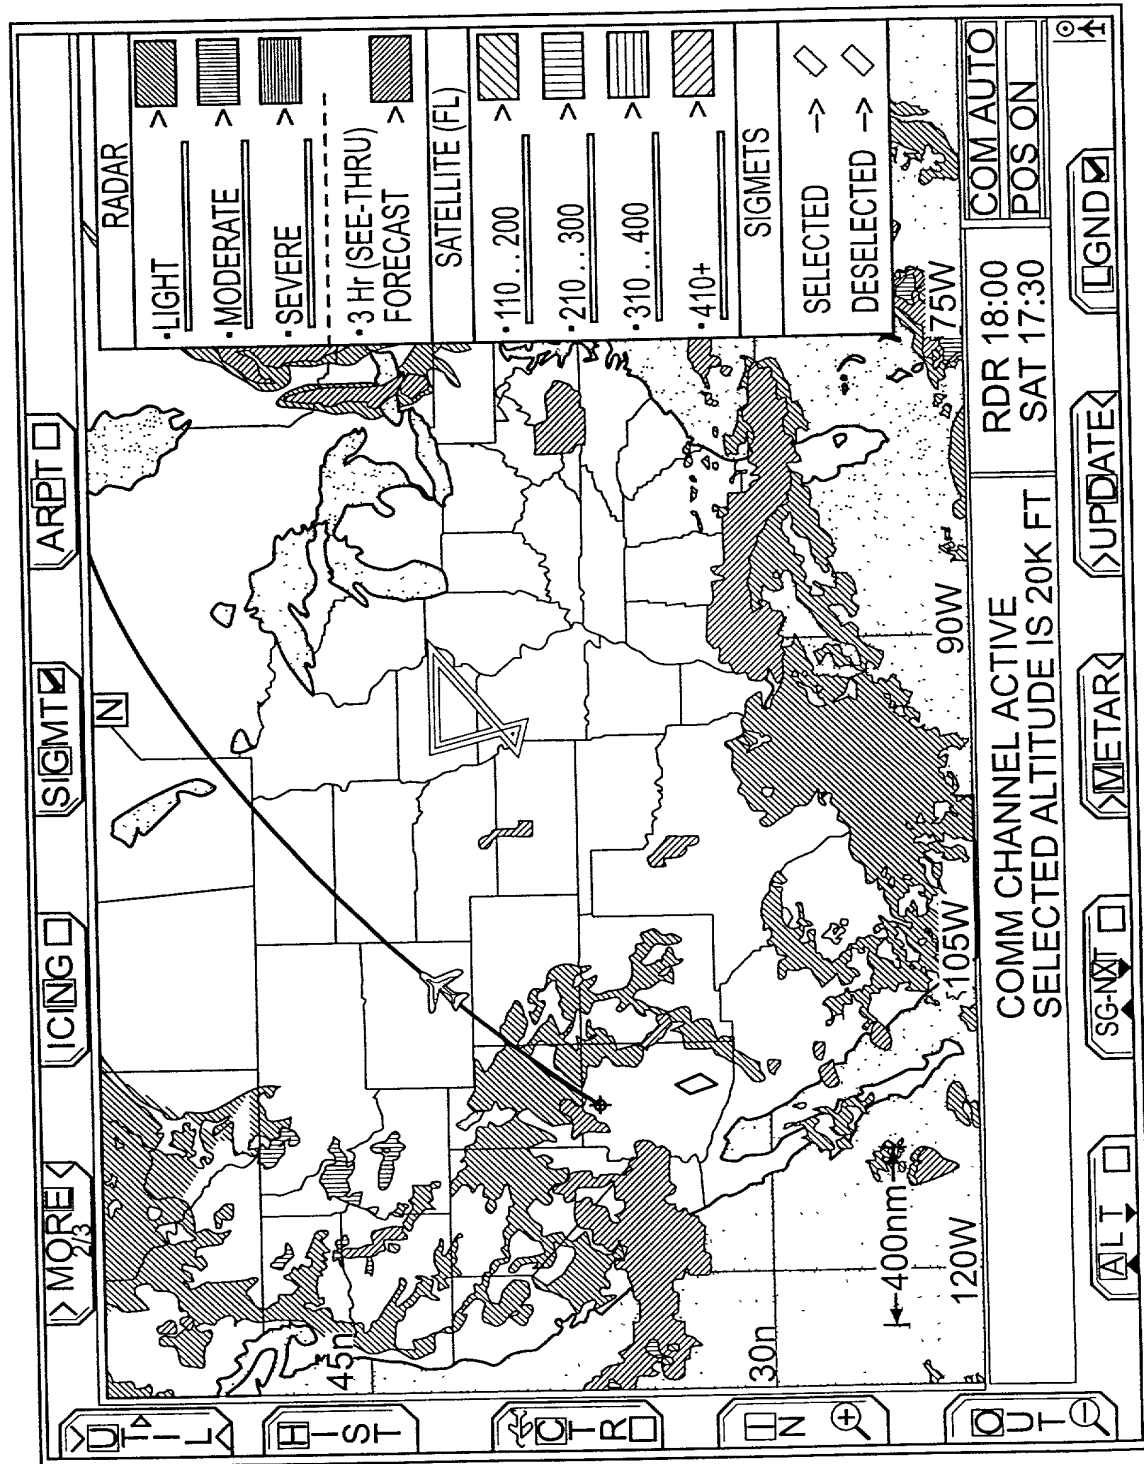 > MORE <
2/3
ICING
SIGMT
ARPT
>UTIL<
HIST
CTR
IN
OUT
N
RADAR
·LIGHT >
·MODERATE >
·SEVERE >
·3 Hr (SEE-THRU)
FORECAST >
SATELLITE (FL)
·110...200 >
·210...300 >
·310...400 >
·410+ >
SIGMETS
SELECTED -->
DESELECTED -->
45n
30n
400nm
120W
105W
90W
75W
COMM CHANNEL ACTIVE
SELECTED ALTITUDE IS 20K FT
RDR 18:00
SAT 17:30
COM AUTO
POS ON
ALT
SG-NXT
>METAR<
>UPDATE<
LGND